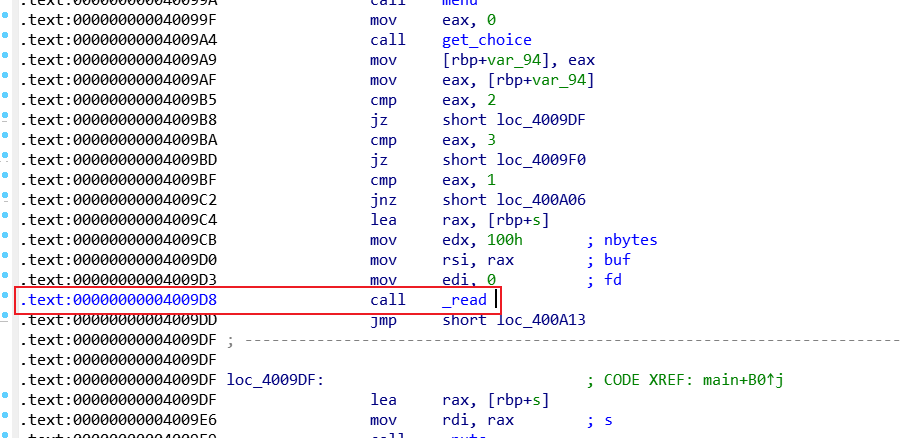 .text:000000000040099A                 call    menu
.text:000000000040099F                 mov     eax, 0
.text:00000000004009A4                 call    get_choice
.text:00000000004009A9                 mov     [rbp+var_94], eax
.text:00000000004009AF                 mov     eax, [rbp+var_94]
.text:00000000004009B5                 cmp     eax, 2
.text:00000000004009B8                 jz      short loc_4009DF
.text:00000000004009BA                 cmp     eax, 3
.text:00000000004009BD                 jz      short loc_4009F0
.text:00000000004009BF                 cmp     eax, 1
.text:00000000004009C2                 jnz     short loc_400A06
.text:00000000004009C4                 lea     rax, [rbp+s]
.text:00000000004009CB                 mov     edx, 100h       ; nbytes
.text:00000000004009D0                 mov     rsi, rax        ; buf
.text:00000000004009D3                 mov     edi, 0          ; fd
.text:00000000004009D8                 call    _read
.text:00000000004009DD                 jmp     short loc_400A13
.text:00000000004009DF ; ---------------------------------------------------------------------------
.text:00000000004009DF
.text:00000000004009DF loc_4009DF:                             ; CODE XREF: main+B0↑j
.text:00000000004009DF                 lea     rax, [rbp+s]
.text:00000000004009E6                 mov     rdi, rax        ; s
.text:00000000004009E9                 call    _puts